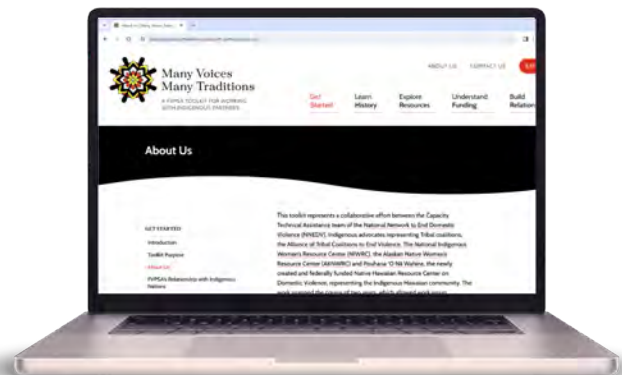 ABOUT US CONTACT US
Many Voices
Many Traditions
A FVPSA TOOLKIT FOR WORKING
WITH INDIGENOUS PARTNERS
Get Started
Learn History
Explore Resources
Understand Funding
Build
About Us
This toolkit represents a collaborative effort between the Capacity
Technical Assistance team of the National Network to End Domestic
Violence (NNEDV), Indigenous advocates representing Tribal coalitions,
the Alliance of Tribal Coalitions to End Violence. The National Indigenous
Women's Resource Center (NIWRC), the Alaskan Native Women's
Resource Center (AKNWRC) and Pouhana 'O Nā Wahine, the newly
created and federally funded Native Hawaiian Resource Center on
Domestic Violence, representing the Indigenous Hawaiian community. The
GET STARTED
Introduction
Toolkit Purpose
About Us
FVPSA's Relationship with Indigenous
Nations